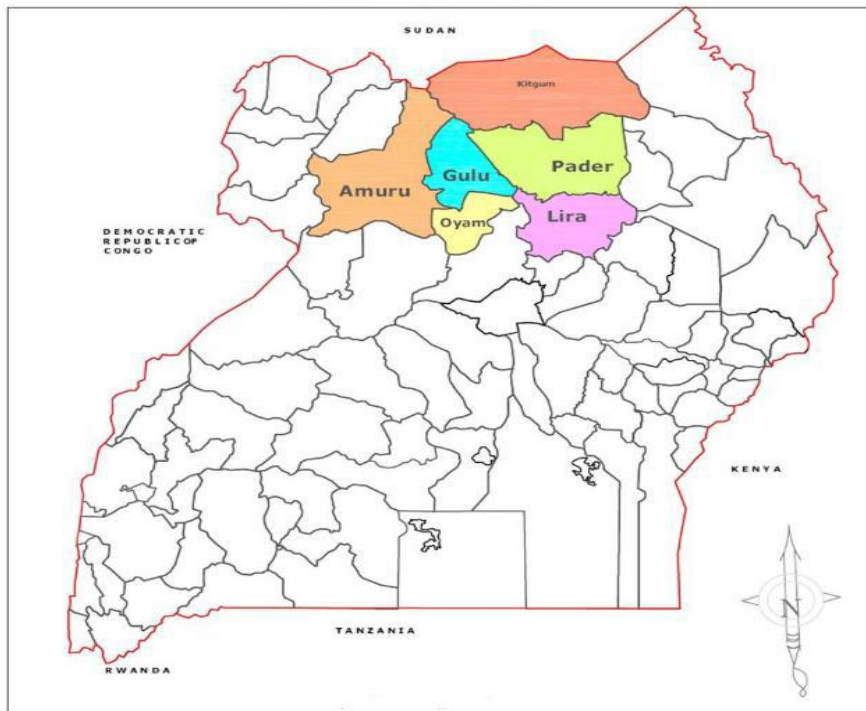 SUDAN
Kitgum
Pader
Gulu
Amuru
Lira
Oyam
DEMOCRATIC
REPUBLIC OF
CONGO
KENYA
N
TANZANIA
RWANDA